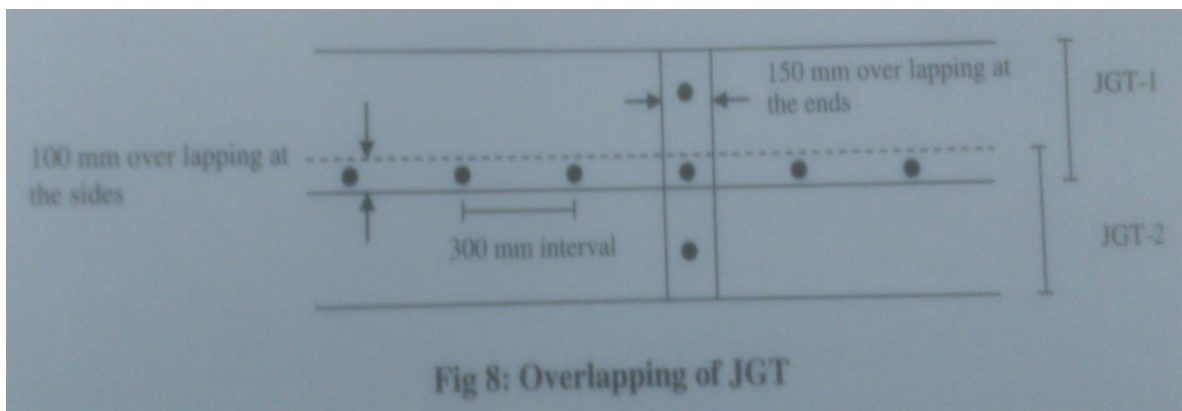 150 mm over lapping at
the ends
JGT-1
100 mm over lapping at
the sides
300 mm interval
JGT-2
Fig 8: Overlapping of JGT